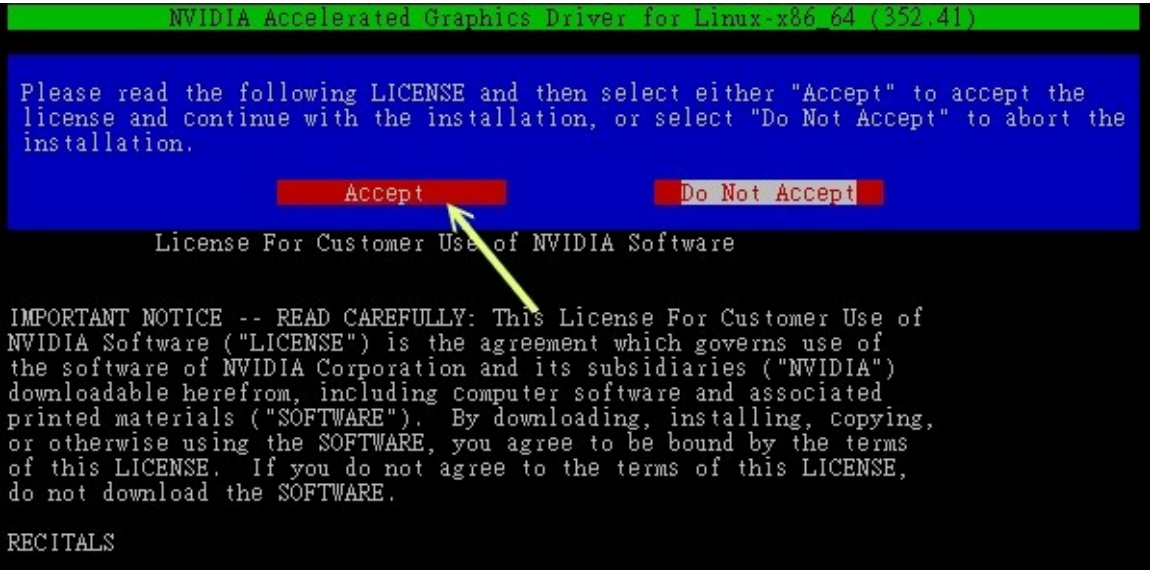 NVIDIA Accelerated Graphics Driver for Linux-x86_64 (352.41)
Please read the following LICENSE and then select either "Accept" to accept the
license and continue with the installation, or select "Do Not Accept" to abort the
installation.
Accept Do Not Accept
License For Customer Use of NVIDIA Software
IMPORTANT NOTICE -- READ CAREFULLY: This License For Customer Use of
NVIDIA Software ("LICENSE") is the agreement which governs use of
the software of NVIDIA Corporation and its subsidiaries ("NVIDIA")
downloadable herefrom, including computer software and associated
printed materials ("SOFTWARE"). By downloading, installing, copying,
or otherwise using the SOFTWARE, you agree to be bound by the terms
of this LICENSE. If you do not agree to the terms of this LICENSE,
do not download the SOFTWARE.
RECITALS